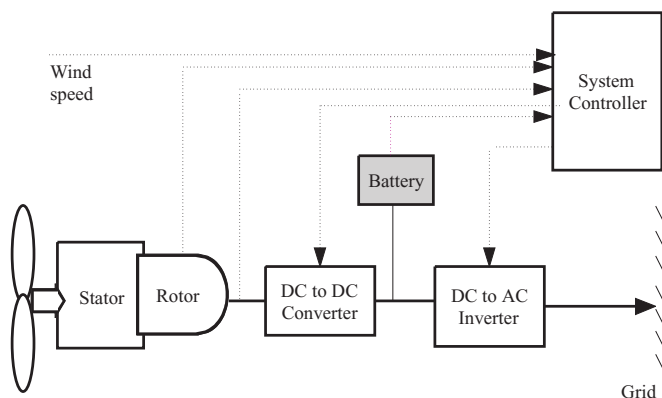 Wind
speed
System
Controller
Battery
Stator
Rotor
DC to DC
Converter
DC to AC
Inverter
Grid